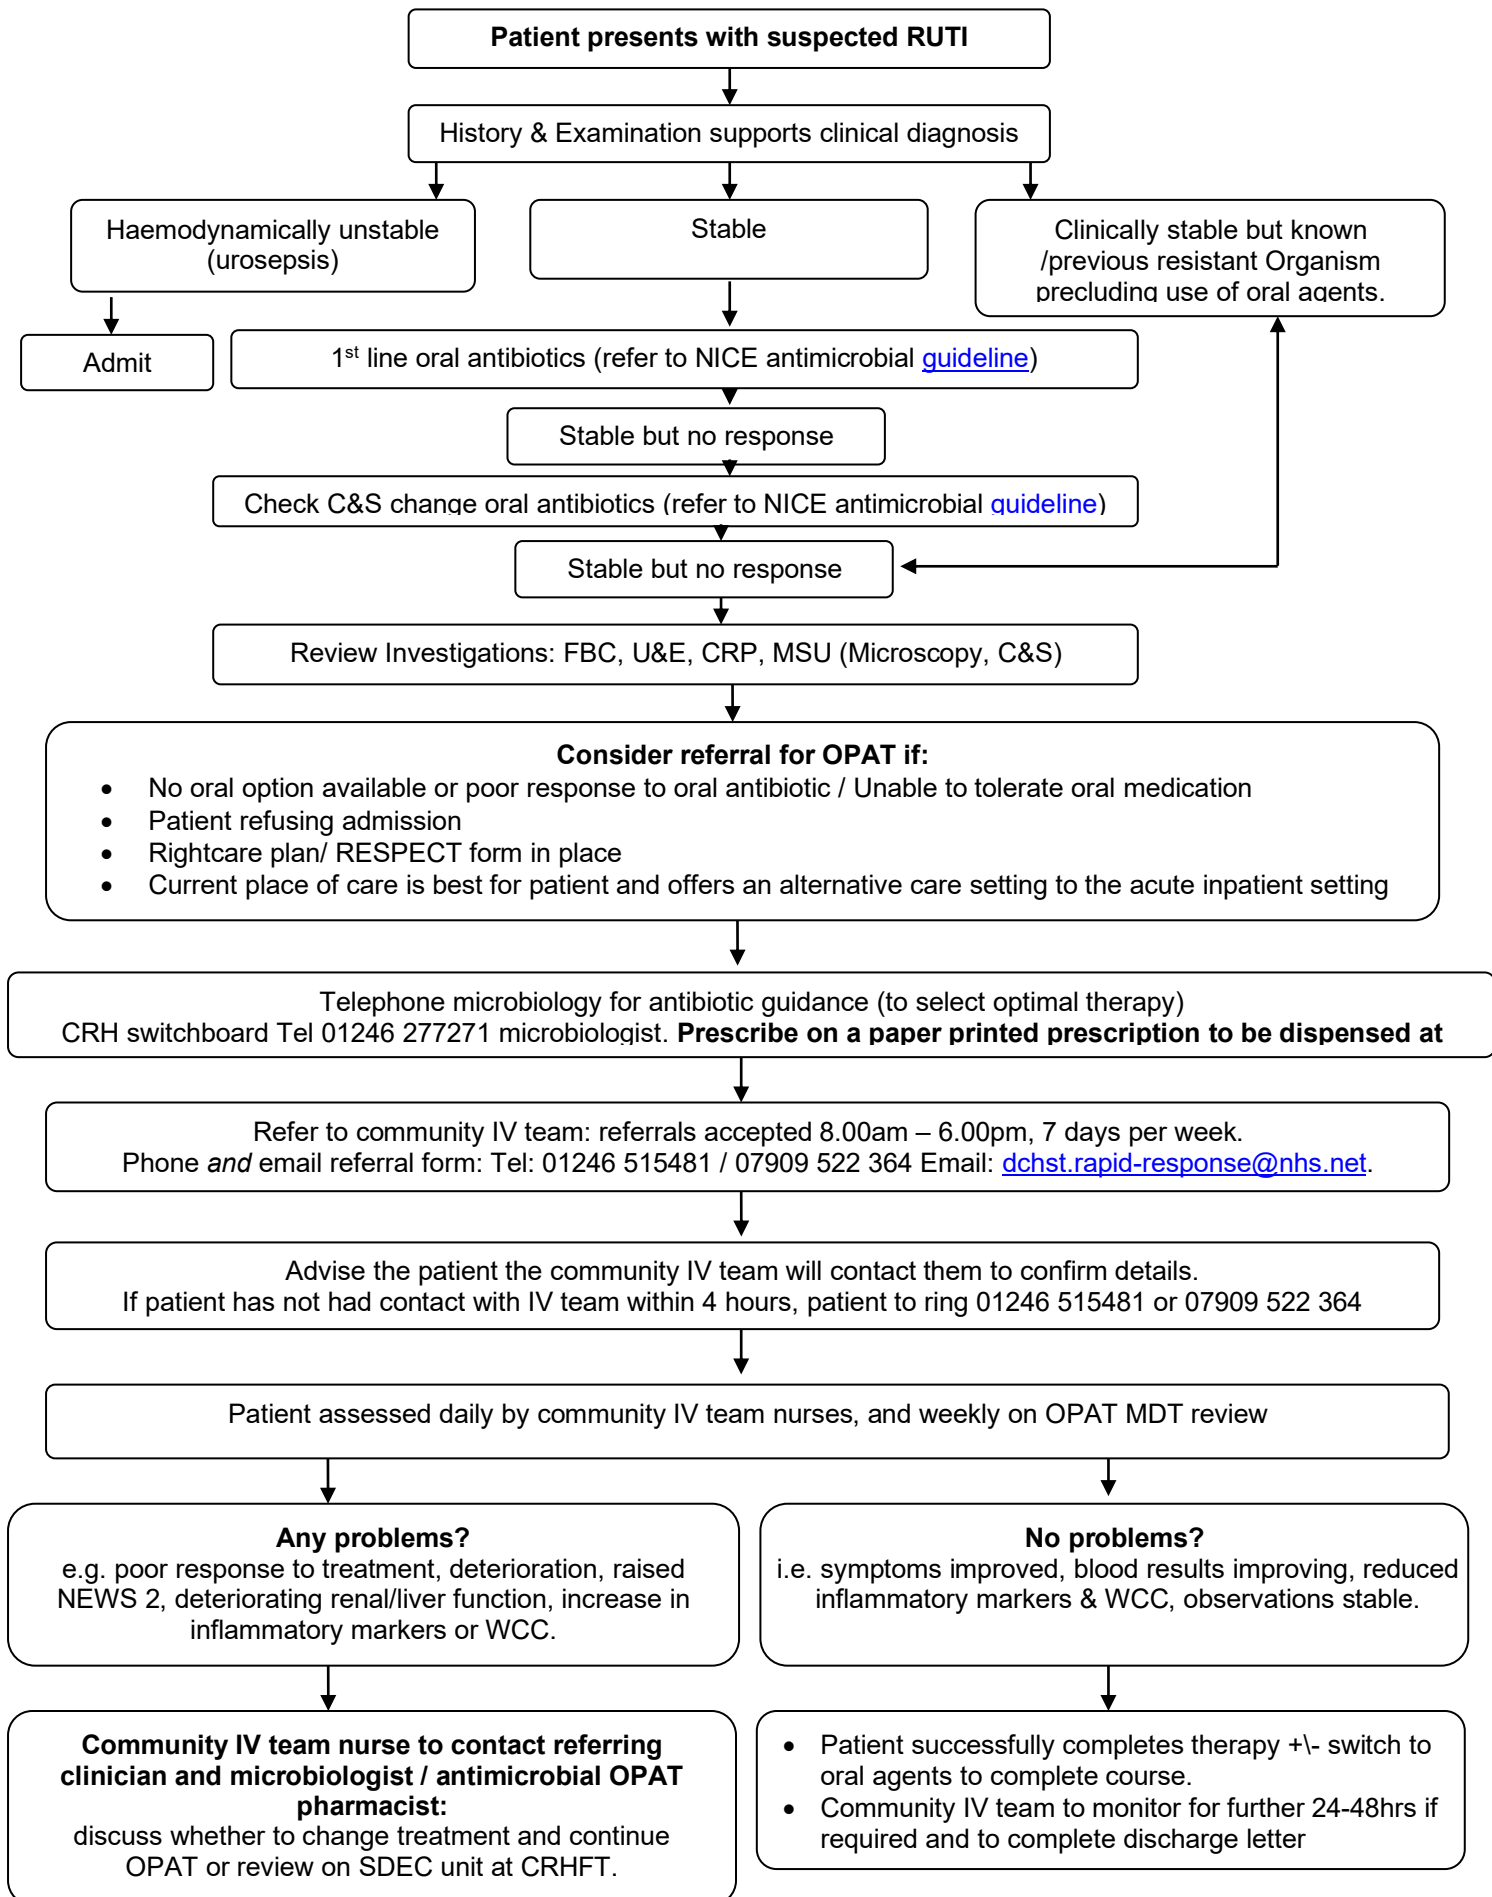 Patient presents with suspected RUTI
History & Examination supports clinical diagnosis
Haemodynamically unstable
(urosepsis)
Stable
Clinically stable but known
/previous resistant Organism
precluding use of oral agents.
Admit
1st line oral antibiotics (refer to NICE antimicrobial guideline)
Stable but no response
Check C&S change oral antibiotics (refer to NICE antimicrobial guideline)
Stable but no response
Review Investigations: FBC, U&E, CRP, MSU (Microscopy, C&S)
Consider referral for OPAT if:
• No oral option available or poor response to oral antibiotic / Unable to tolerate oral medication
• Patient refusing admission
• Rightcare plan/ RESPECT form in place
• Current place of care is best for patient and offers an alternative care setting to the acute inpatient setting
Telephone microbiology for antibiotic guidance (to select optimal therapy)
CRH switchboard Tel 01246 277271 microbiologist. Prescribe on a paper printed prescription to be dispensed at
Refer to community IV team: referrals accepted 8.00am – 6.00pm, 7 days per week.
Phone and email referral form: Tel: 01246 515481 / 07909 522 364 Email: dchst.rapid-response@nhs.net.
Advise the patient the community IV team will contact them to confirm details.
If patient has not had contact with IV team within 4 hours, patient to ring 01246 515481 or 07909 522 364
Patient assessed daily by community IV team nurses, and weekly on OPAT MDT review
Any problems?
e.g. poor response to treatment, deterioration, raised
NEWS 2, deteriorating renal/liver function, increase in
inflammatory markers or WCC.
No problems?
i.e. symptoms improved, blood results improving, reduced
inflammatory markers & WCC, observations stable.
Community IV team nurse to contact referring
clinician and microbiologist / antimicrobial OPAT
pharmacist:
discuss whether to change treatment and continue
OPAT or review on SDEC unit at CRHFT.
• Patient successfully completes therapy +\- switch to
oral agents to complete course.
• Community IV team to monitor for further 24-48hrs if
required and to complete discharge letter